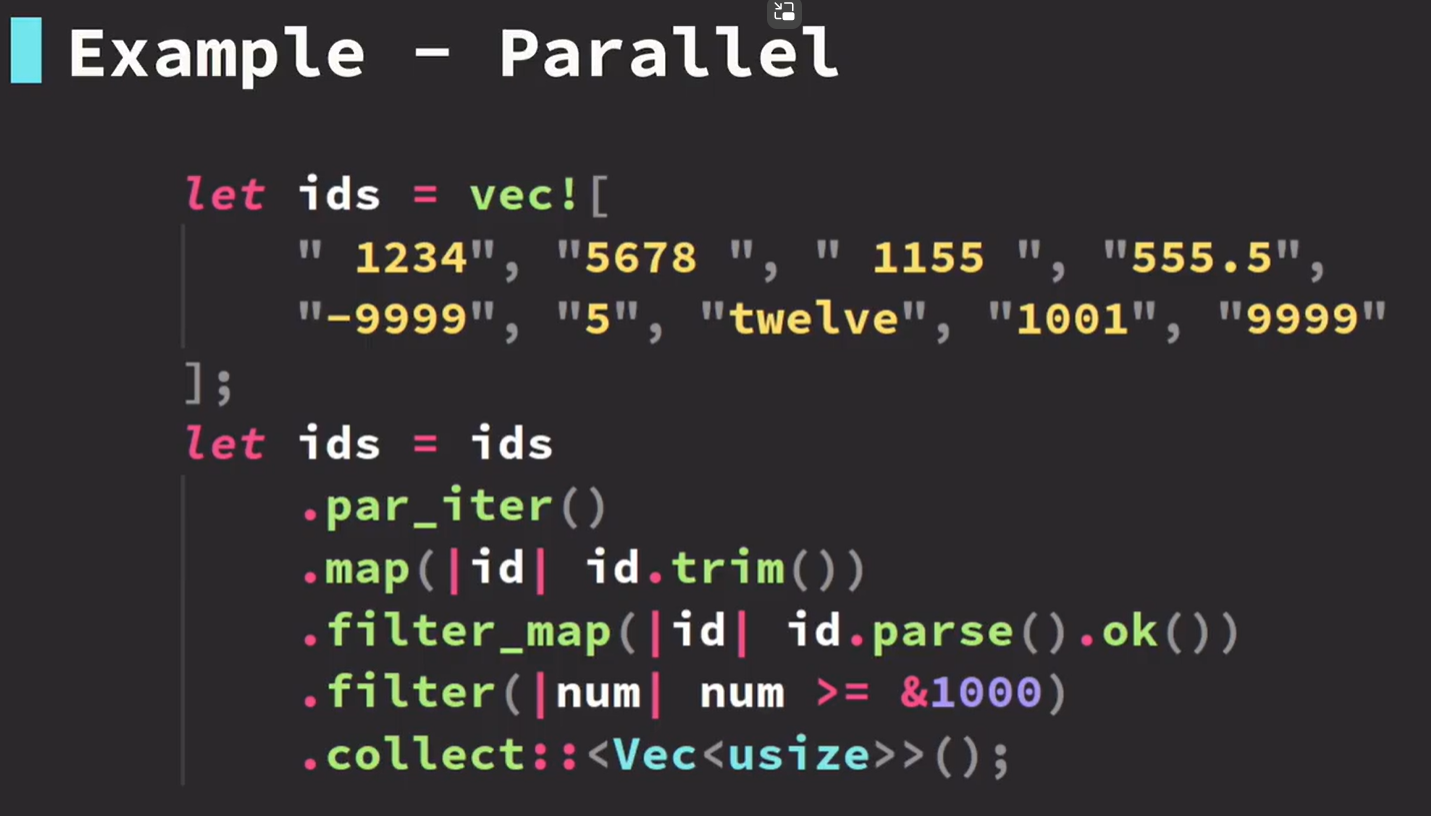 Example - Parallel
let ids = vec![
" 1234", "5678 ", " 1155 ", "555.5",
"-9999", "5", "twelve", "1001", "9999"
];
let ids = ids
.par_iter()
.map(|id| id.trim())
.filter_map(|id| id.parse().ok())
.filter(|num| num >= &1000)
.collect::<Vec<usize>>();